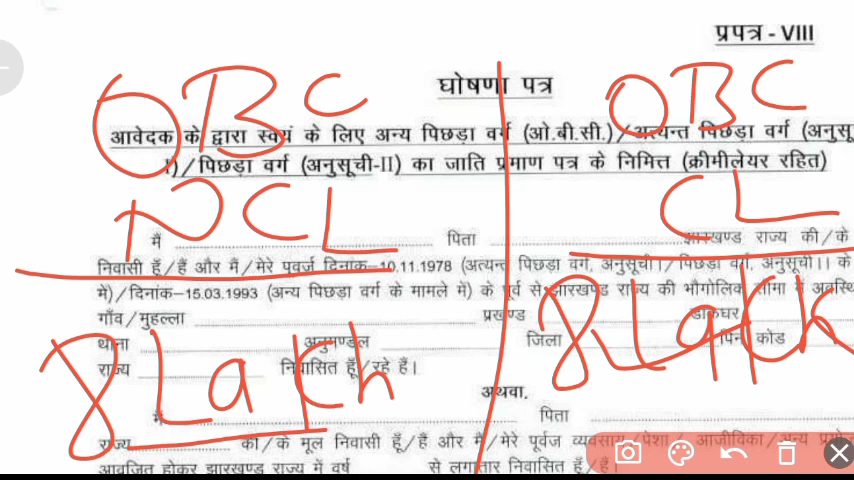 प्रपत्र - VIII
घोषणा पत्र
OBC OBC
आवेदक के द्वारा स्वयं के लिए अन्य पिछड़ा वर्ग (ओ.बी.सी.)/अत्यन्त पिछड़ा वर्ग (अनुसू
I)/पिछड़ा वर्ग (अनुसूची-II) का जाति प्रमाण पत्र के निमित्त (क्रीमीलेयर रहित)
NCL CL
मैं पिता झारखण्ड राज्य की/के
निवासी हूँ/हैं और मैं/मेरे पूर्वज दिनांक-10.11.1978 (अत्यन्त पिछड़ा वर्ग, अनुसूची।/पिछड़ा वर्ग, अनुसूची।। के
में)/दिनांक-15.03.1993 (अन्य पिछड़ा वर्ग के मामले में) के पूर्व से झारखण्ड राज्य की भौगोलिक सीमा में अवस्थि
गाँव/मुहल्ला प्रखण्ड डाकघर
थाना अनुमण्डल जिला पिन कोड
8 Lakh 8 Lakh
राज्य निवासित हूँ/रहे हैं।
अथवा,
मैं पिता
राज्य की/के मूल निवासी हूँ/हैं और मैं/मेरे पूर्वज व्यवसाय/पेशा/आजीविका/अन्य प्रयो
आवजित होकर झारखण्ड राज्य में वर्ष से लगातार निवासित हूँ/हैं।